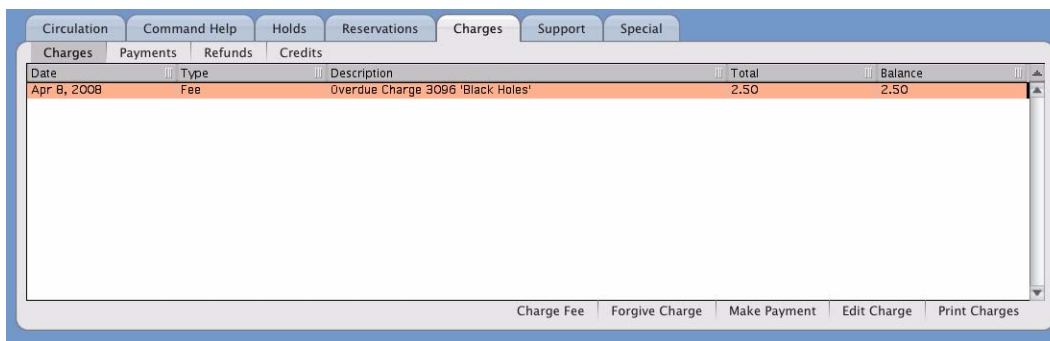 Circulation Command Help Holds Reservations Charges Support Special
Charges Payments Refunds Credits
Date Type Description Total Balance
Apr 8, 2008 Fee Overdue Charge 3096 'Black Holes' 2.50 2.50
Charge Fee Forgive Charge Make Payment Edit Charge Print Charges